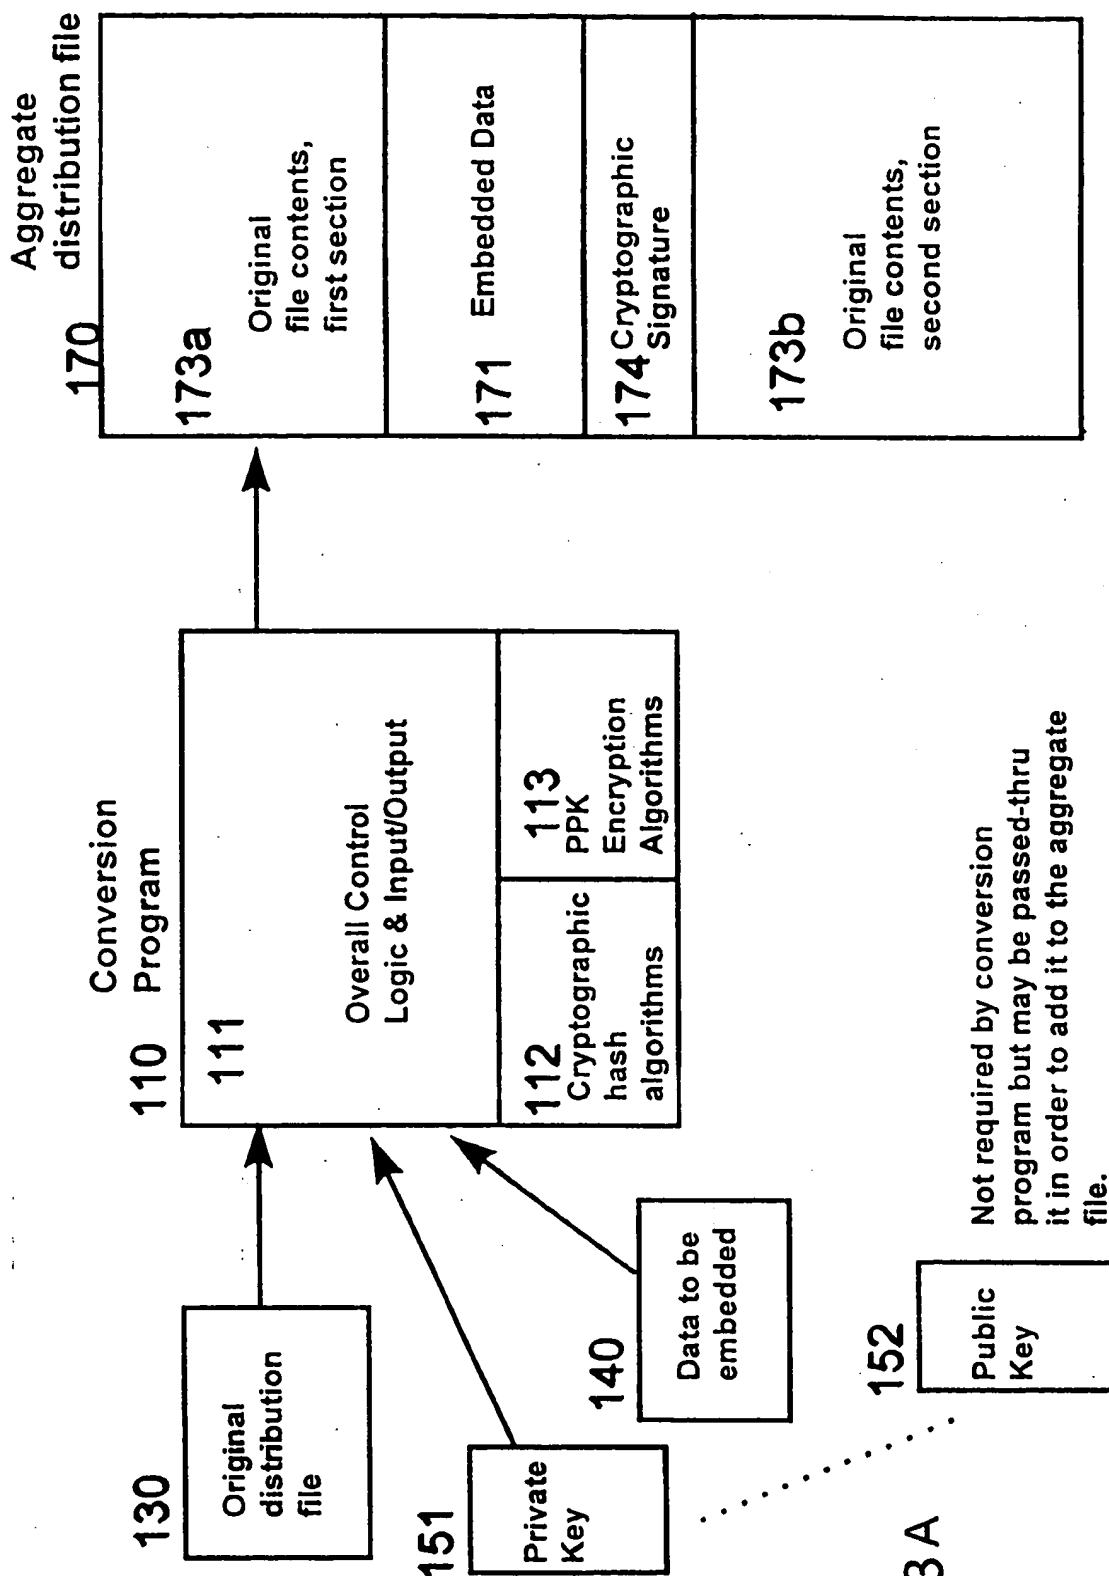 130
Original
distribution
file
151
Private
Key
140
Data to be
embedded
152
Public
Key
Not required by conversion
program but may be passed-thru
it in order to add it to the aggregate
file.
Conversion
110 Program
111
Overall Control
Logic & Input/Output
112
Cryptographic
hash
algorithms
113
PPK
Encryption
Algorithms
Aggregate
170 distribution file
173a
Original
file contents,
first section
171 Embedded Data
174 Cryptographic
Signature
173b
Original
file contents,
second section
3A